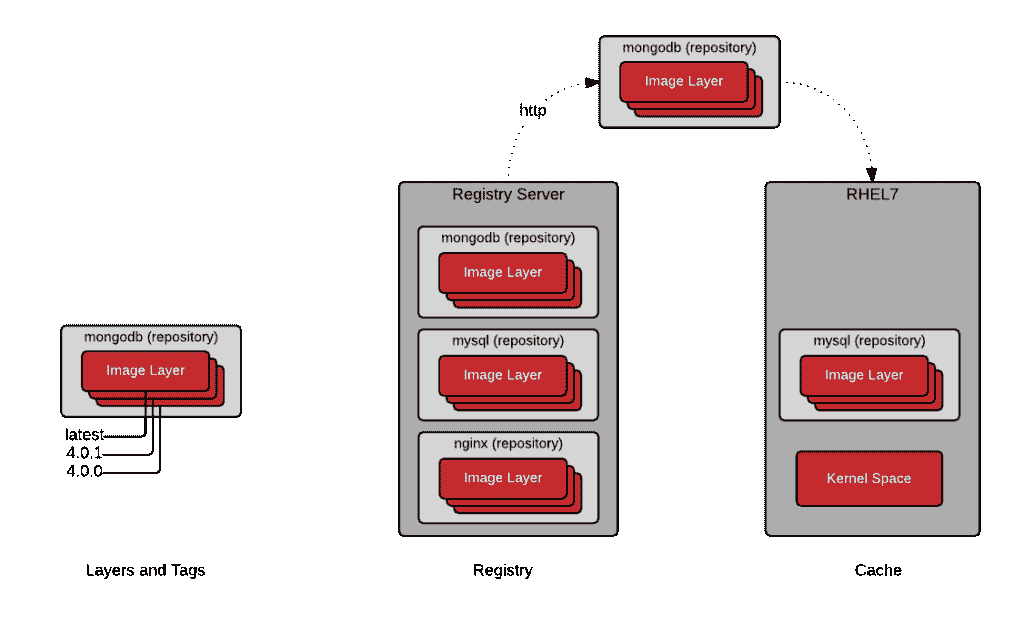 mongodb (repository)
Image Layer
http
Registry Server
mongodb (repository)
Image Layer
mysql (repository)
Image Layer
nginx (repository)
Image Layer
RHEL7
mysql (repository)
Image Layer
Kernel Space
mongodb (repository)
Image Layer
latest
4.0.1
4.0.0
Layers and Tags
Registry
Cache